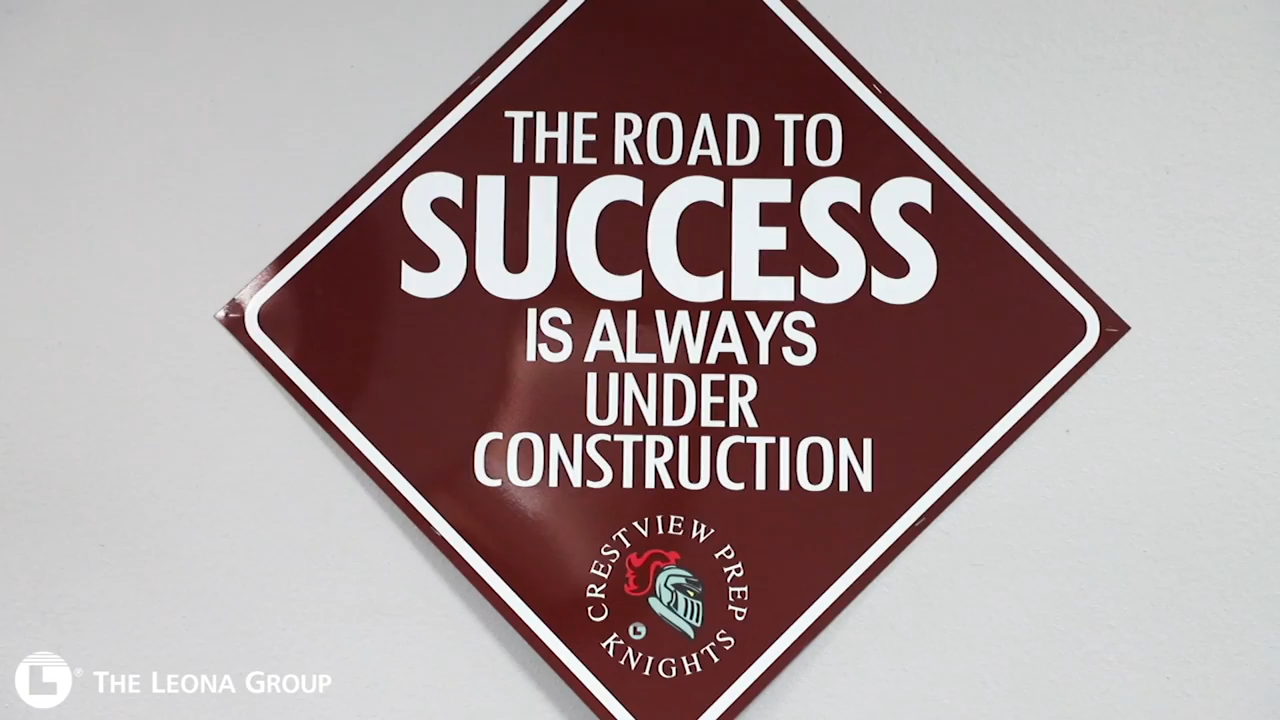 THE ROAD TO
SUCCESS
IS ALWAYS
UNDER
CONSTRUCTION
CRESTVIEW PREP
KNIGHTS
L
L ® THE LEONA GROUP